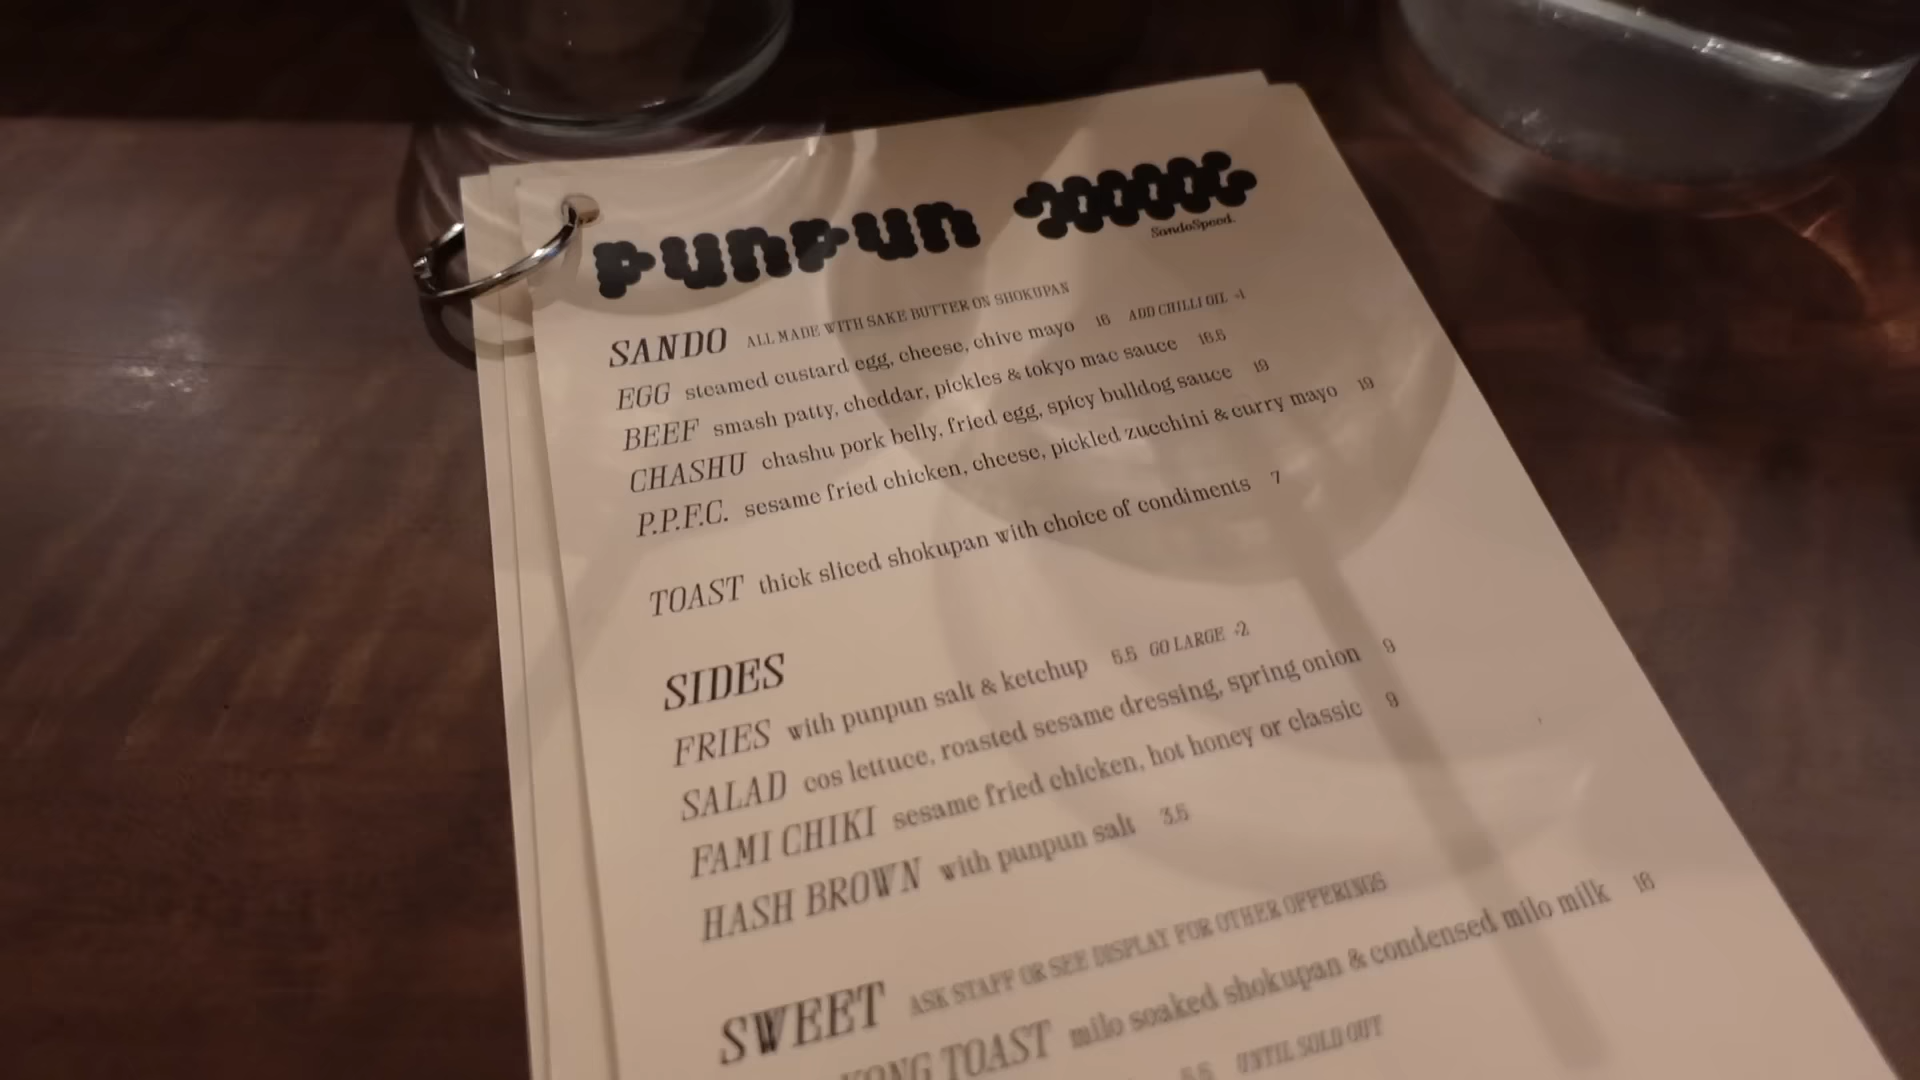 PUNPUN
SandoSpeed.
SANDO ALL MADE WITH SAKE BUTTER ON SHOKUPAN
EGG steamed custard egg, cheese, chive mayo 16 ADD CHILLI OIL +1
BEEF smash patty, cheddar, pickles & tokyo mac sauce 16.5
CHASHU chashu pork belly, fried egg, spicy bulldog sauce 19
P.P.F.C. sesame fried chicken, cheese, pickled zucchini & curry mayo 19
TOAST thick sliced shokupan with choice of condiments 7
SIDES
FRIES with punpun salt & ketchup 5.5 GO LARGE +2
SALAD cos lettuce, roasted sesame dressing, spring onion 9
FAMI CHIKI sesame fried chicken, hot honey or classic 9
HASH BROWN with punpun salt 3.5
SWEET ASK STAFF OR SEE DISPLAY FOR OTHER OFFERINGS
KONG TOAST milo soaked shokupan & condensed milo milk 16
UNTIL SOLD OUT